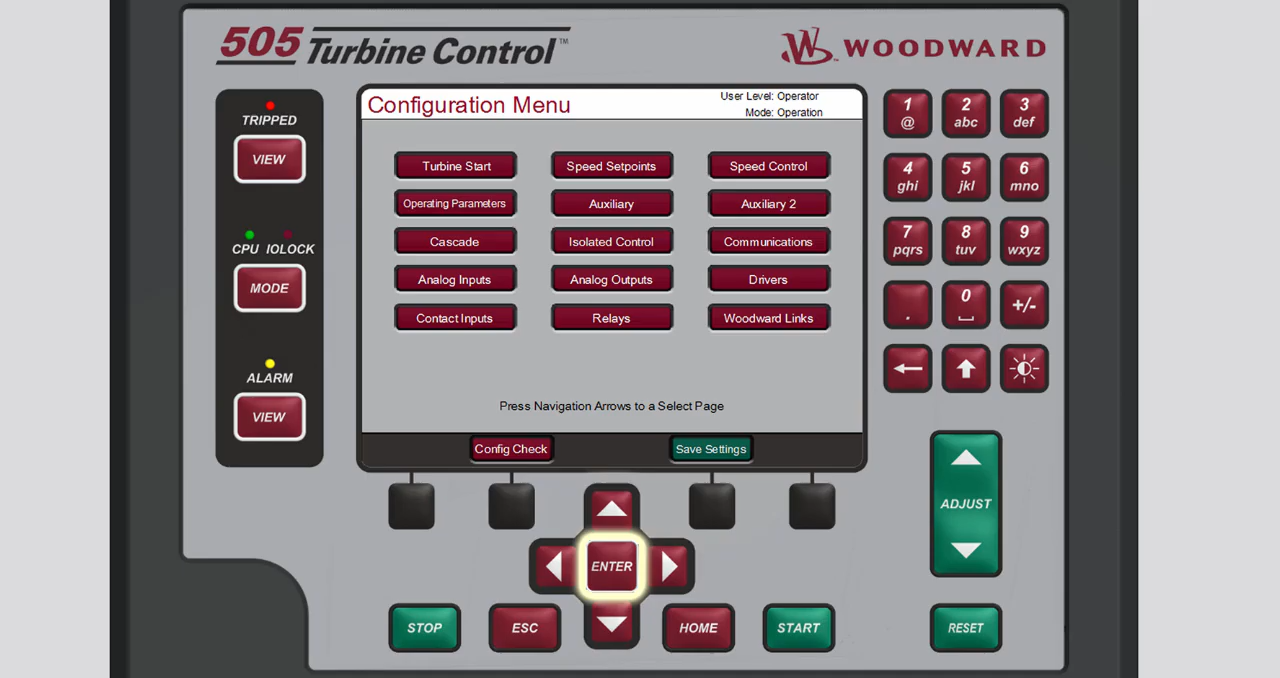 505 Turbine Control™
WOODWARD
TRIPPED
VIEW
CPU IOLOCK
MODE
ALARM
VIEW
Configuration Menu
User Level: Operator
Mode: Operation
Turbine Start
Speed Setpoints
Speed Control
Operating Parameters
Auxiliary
Auxiliary 2
Cascade
Isolated Control
Communications
Analog Inputs
Analog Outputs
Drivers
Contact Inputs
Relays
Woodward Links
Press Navigation Arrows to a Select Page
Config Check
Save Settings
1
@
2
abc
3
def
4
ghi
5
jkl
6
mno
7
pqrs
8
tuv
9
wxyz
.
0
+/-
ADJUST
ENTER
STOP
ESC
HOME
START
RESET